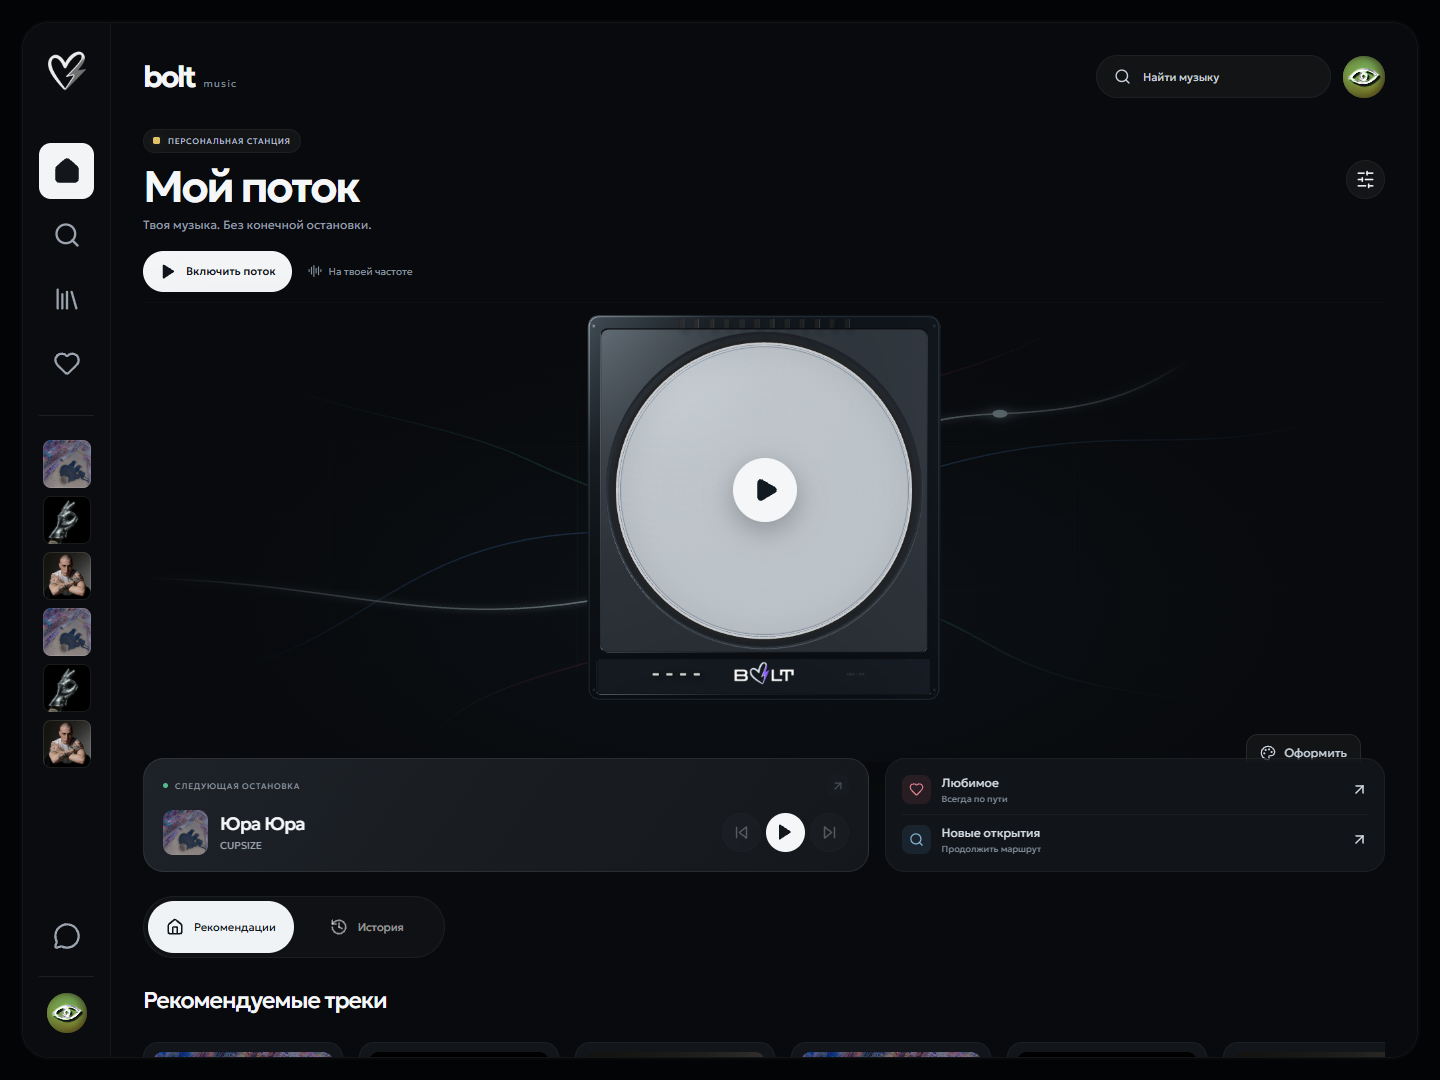 bolt music
Найти музыку
ПЕРСОНАЛЬНАЯ СТАНЦИЯ
Мой поток
Твоя музыка. Без конечной остановки.
Включить поток
На твоей частоте
BOLT
Оформить
СЛЕДУЮЩАЯ ОСТАНОВКА
Юра Юра
CUPSIZE
Любимое
Всегда по пути
Новые открытия
Продолжить маршрут
Рекомендации
История
Рекомендуемые треки